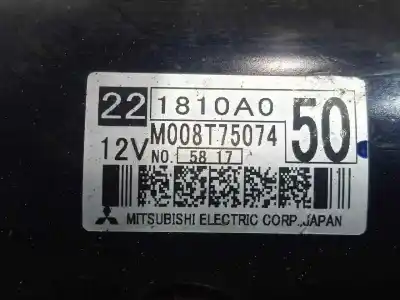 22 1810A0 50
12V M008T75074
NO. 58 17
MITSUBISHI ELECTRIC CORP. JAPAN